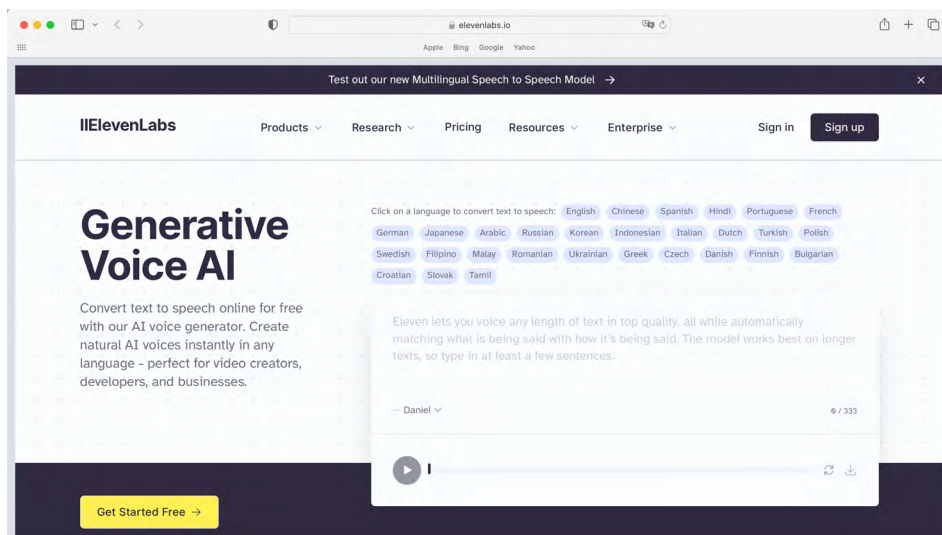 elevenlabs.io
Apple Bing Google Yahoo
Test out our new Multilingual Speech to Speech Model →
IIElevenLabs
Products Research Pricing Resources Enterprise Sign in Sign up
Generative
Voice AI
Convert text to speech online for free
with our AI voice generator. Create
natural AI voices instantly in any
language - perfect for video creators,
developers, and businesses.
Get Started Free →
Click on a language to convert text to speech: English Chinese Spanish Hindi Portuguese French
German Japanese Arabic Russian Korean Indonesian Italian Dutch Turkish Polish
Swedish Filipino Malay Romanian Ukrainian Greek Czech Danish Finnish Bulgarian
Croatian Slovak Tamil
Eleven lets you voice any length of text in top quality, all while automatically
matching what is being said with how it's being said. The model works best on longer
texts, so type in at least a few sentences.
— Daniel
0 / 333